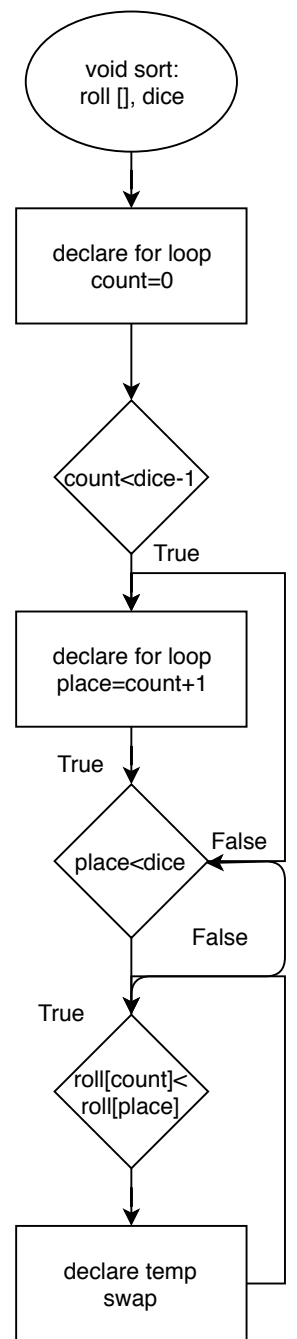 void sort:
roll [], dice
declare for loop
count=0
count<dice-1
True
declare for loop
place=count+1
True
place<dice
False
False
True
roll[count]<
roll[place]
declare temp
swap